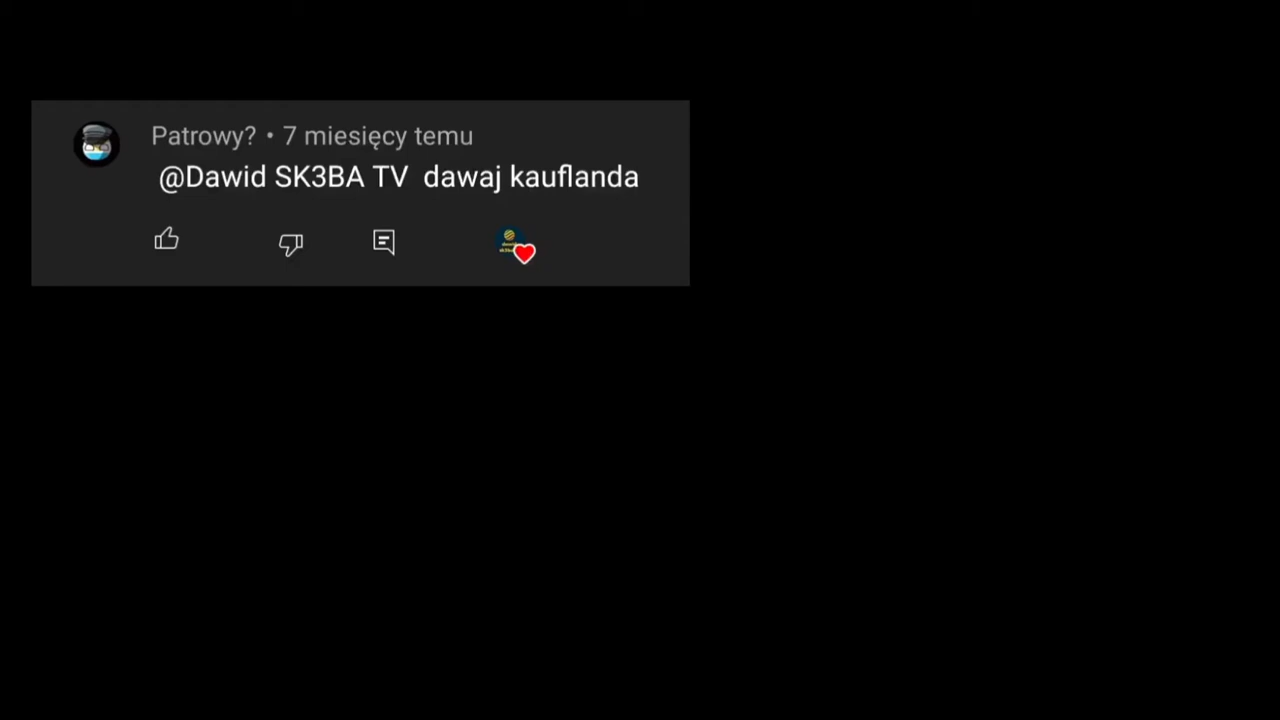 Patrowy? • 7 miesięcy temu
@Dawid SK3BA TV dawaj kauflanda